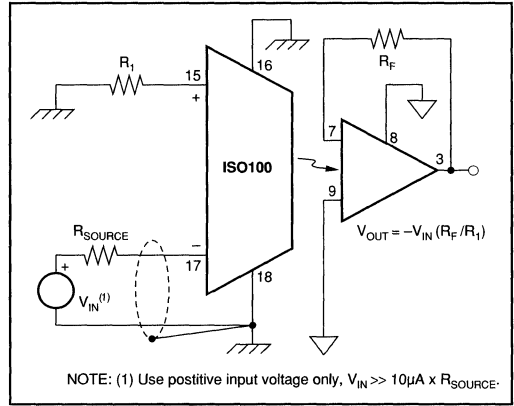 R1
15
16
RF
+
7
8
3
ISO100
9
VOUT = –VIN (RF /R1)
RSOURCE
–
+
17
18
VIN(1)
NOTE: (1) Use postitive input voltage only, VIN >> 10µA x RSOURCE.